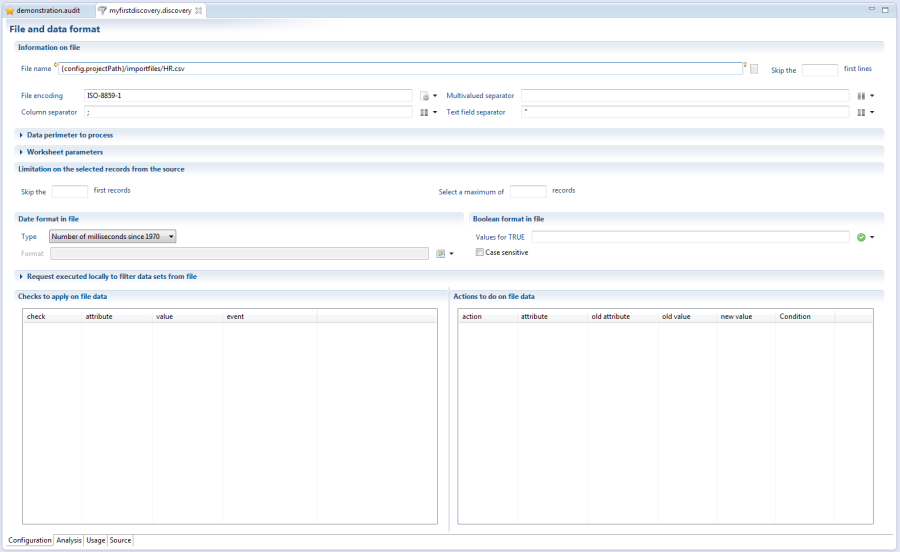 demonstration.audit myfirstdiscovery.discovery
File and data format
Information on file
File name {config.projectPath}/importfiles/HR.csv Skip the first lines
File encoding ISO-8859-1 Multivalued separator
Column separator ; Text field separator "
Data perimeter to process
Worksheet parameters
Limitation on the selected records from the source
Skip the first records Select a maximum of records
Date format in file Boolean format in file
Type Number of milliseconds since 1970 Values for TRUE
Format Case sensitive
Request executed locally to filter data sets from file
Checks to apply on file data Actions to do on file data
check attribute value event action attribute old attribute old value new value Condition
Configuration Analysis Usage Source